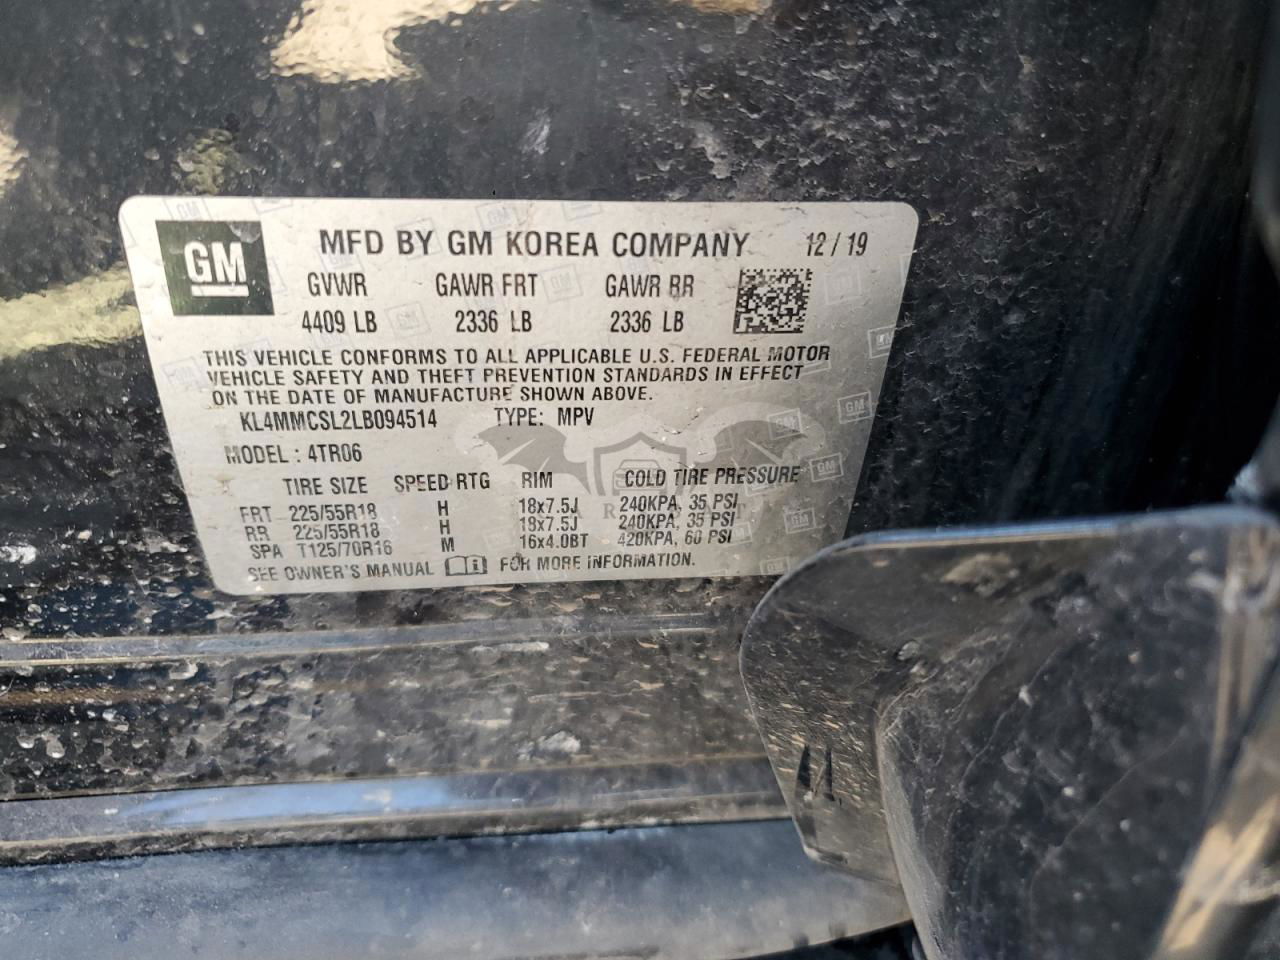 GM MFD BY GM KOREA COMPANY 12 / 19
GVWR GAWR FRT GAWR RR
4409 LB 2336 LB 2336 LB
THIS VEHICLE CONFORMS TO ALL APPLICABLE U.S. FEDERAL MOTOR
VEHICLE SAFETY AND THEFT PREVENTION STANDARDS IN EFFECT
ON THE DATE OF MANUFACTURE SHOWN ABOVE.
KL4MMCSL2LB094514 TYPE: MPV
MODEL : 4TR06
TIRE SIZE SPEED RTG RIM COLD TIRE PRESSURE
FRT 225/55R18 H 18x7.5J 240KPA, 35 PSI
RR 225/55R18 H 18x7.5J 240KPA, 35 PSI
SPA T125/70R16 M 16x4.0BT 420KPA, 60 PSI
SEE OWNER'S MANUAL FOR MORE INFORMATION.